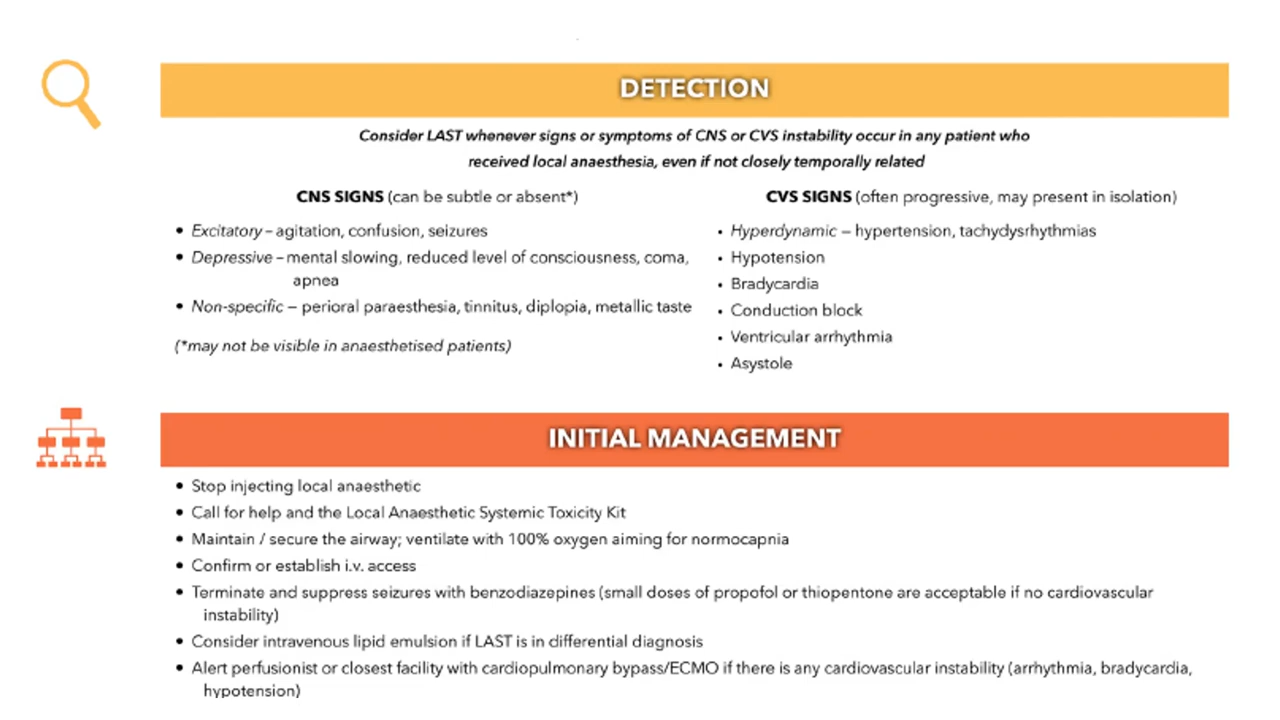 DETECTION
Consider LAST whenever signs or symptoms of CNS or CVS instability occur in any patient who
received local anaesthesia, even if not closely temporally related
CNS SIGNS (can be subtle or absent*)
• Excitatory – agitation, confusion, seizures
• Depressive – mental slowing, reduced level of consciousness, coma,
apnea
• Non-specific – perioral paraesthesia, tinnitus, diplopia, metallic taste
(*may not be visible in anaesthetised patients)
CVS SIGNS (often progressive, may present in isolation)
• Hyperdynamic – hypertension, tachydysrhythmias
• Hypotension
• Bradycardia
• Conduction block
• Ventricular arrhythmia
• Asystole
INITIAL MANAGEMENT
• Stop injecting local anaesthetic
• Call for help and the Local Anaesthetic Systemic Toxicity Kit
• Maintain / secure the airway; ventilate with 100% oxygen aiming for normocapnia
• Confirm or establish i.v. access
• Terminate and suppress seizures with benzodiazepines (small doses of propofol or thiopentone are acceptable if no cardiovascular
instability)
• Consider intravenous lipid emulsion if LAST is in differential diagnosis
• Alert perfusionist or closest facility with cardiopulmonary bypass/ECMO if there is any cardiovascular instability (arrhythmia, bradycardia,
hypotension)